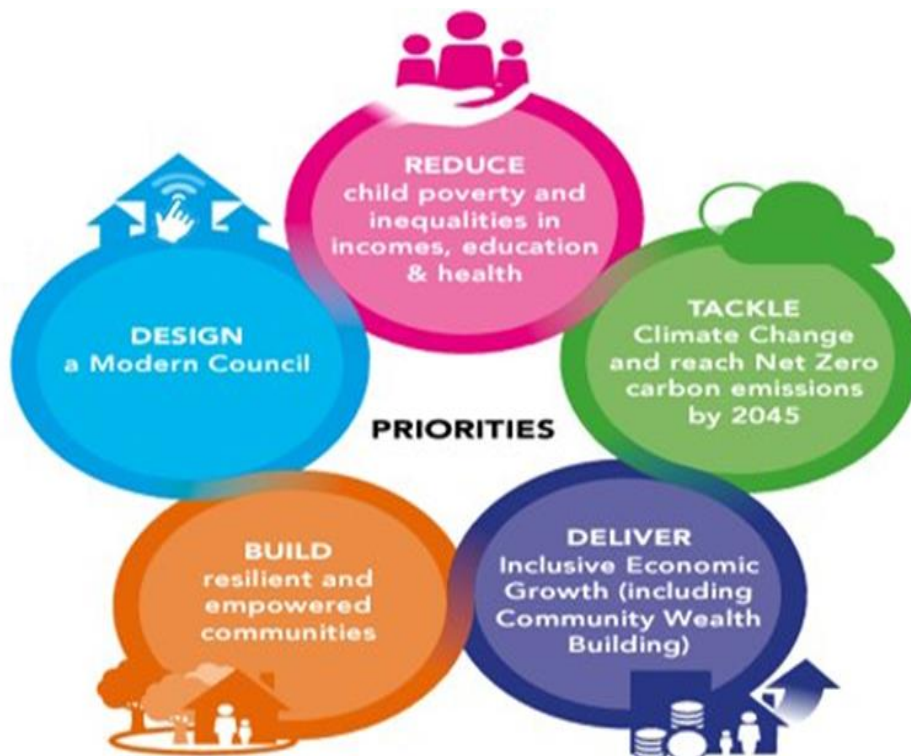 REDUCE
child poverty and
inequalities in
incomes, education
& health
TACKLE
Climate Change
and reach Net Zero
carbon emissions
by 2045
DELIVER
Inclusive Economic
Growth (including
Community Wealth
Building)
BUILD
resilient and
empowered
communities
DESIGN
a Modern Council
PRIORITIES